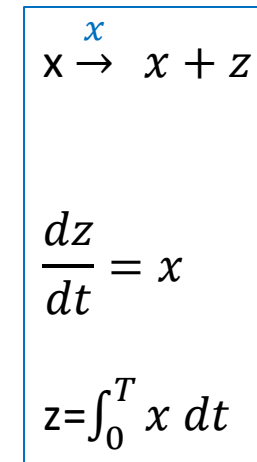 x
x → x + z
dz
dt
= x
z=∫₀ᵀ x dt